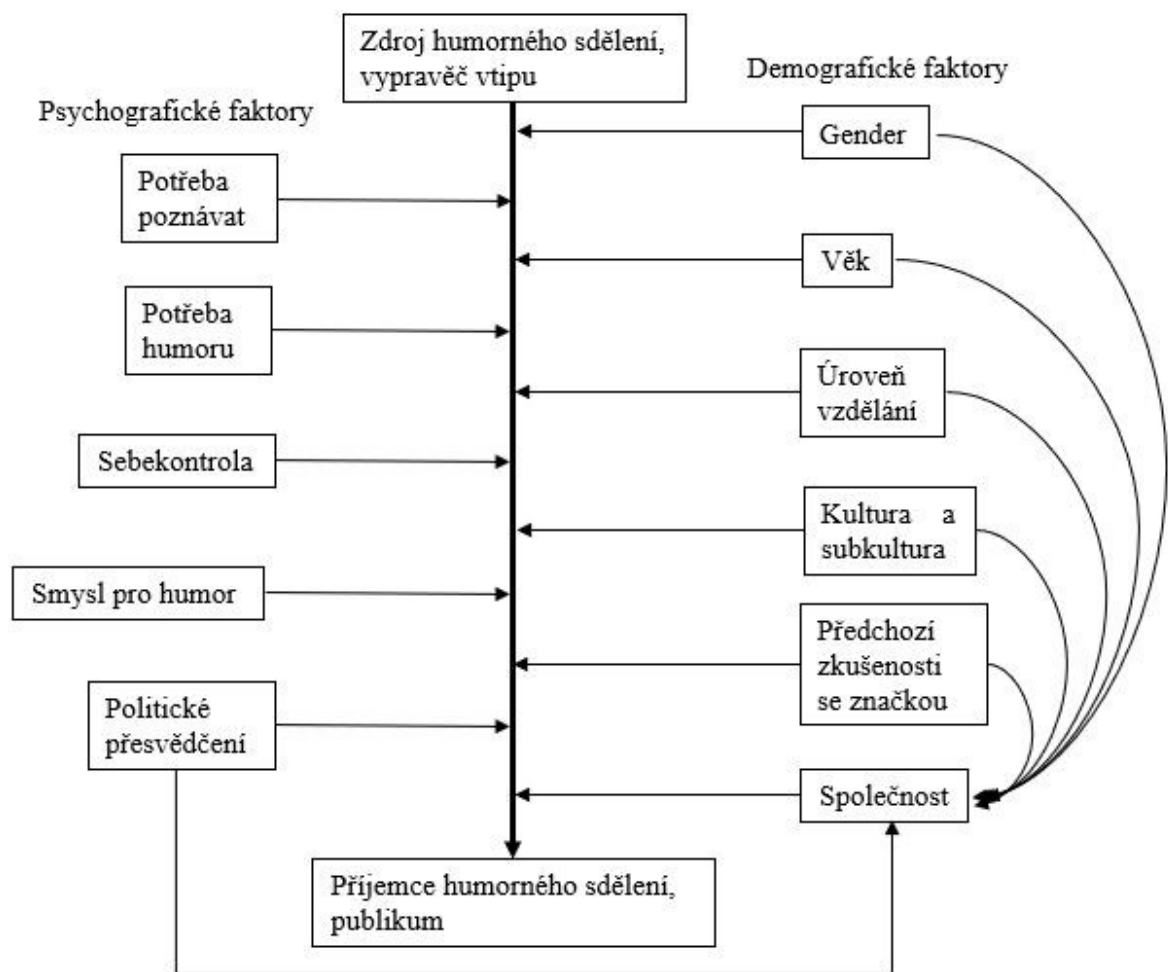 Zdroj humorného sdělení,
vypravěč vtipu
Psychografické faktory
Demografické faktory
Gender
Potřeba
poznávat
Věk
Potřeba
humoru
Úroveň
vzdělání
Sebekontrola
Kultura a
subkultura
Smysl pro humor
Předchozí
zkušenosti
se značkou
Politické
přesvědčení
Společnost
Příjemce humorného sdělení,
publikum